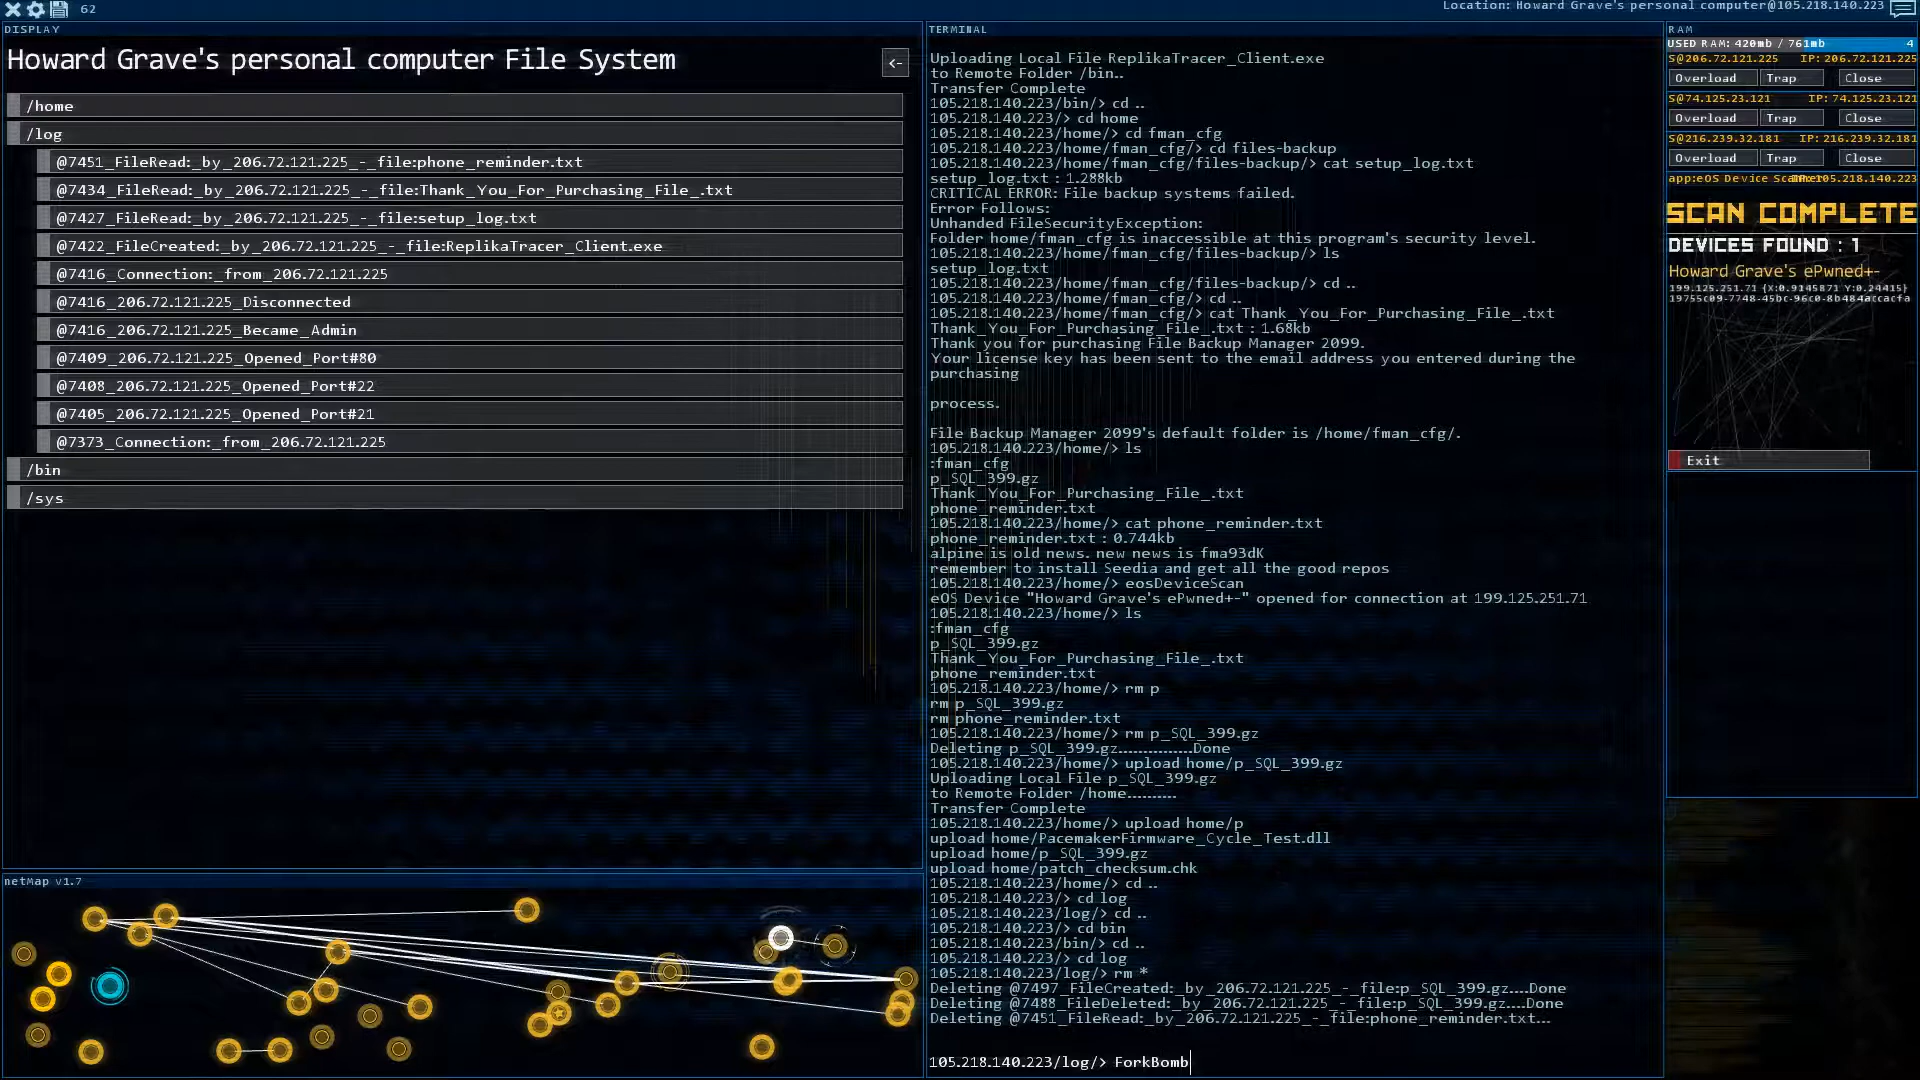 62
Location: Howard Grave's personal computer@105.218.140.223
DISPLAY
Howard Grave's personal computer File System
<-
/home
/log
@7451_FileRead:_by_206.72.121.225_-_file:phone_reminder.txt
@7434_FileRead:_by_206.72.121.225_-_file:Thank_You_For_Purchasing_File_.txt
@7427_FileRead:_by_206.72.121.225_-_file:setup_log.txt
@7422_FileCreated:_by_206.72.121.225_-_file:ReplikaTracer_Client.exe
@7416_Connection:_from_206.72.121.225
@7416_206.72.121.225_Disconnected
@7416_206.72.121.225_Became_Admin
@7409_206.72.121.225_Opened_Port#80
@7408_206.72.121.225_Opened_Port#22
@7405_206.72.121.225_Opened_Port#21
@7373_Connection:_from_206.72.121.225
/bin
/sys
netMap v1.7
TERMINAL
Uploading Local File ReplikaTracer_Client.exe
to Remote Folder /bin..
Transfer Complete
105.218.140.223/bin/> cd ..
105.218.140.223/> cd home
105.218.140.223/home/> cd fman_cfg
105.218.140.223/home/fman_cfg/> cd files-backup
105.218.140.223/home/fman_cfg/files-backup/> cat setup_log.txt
setup_log.txt : 1.288kb
CRITICAL ERROR: File backup systems failed.
Error Follows:
Unhanded FileSecurityException:
Folder home/fman_cfg is inaccessible at this program's security level.
105.218.140.223/home/fman_cfg/files-backup/> ls
setup_log.txt
105.218.140.223/home/fman_cfg/files-backup/> cd ..
105.218.140.223/home/fman_cfg/> cd ..
105.218.140.223/home/fman_cfg/> cat Thank_You_For_Purchasing_File_.txt
Thank_You_For_Purchasing_File_.txt : 1.68kb
Thank you for purchasing File Backup Manager 2099.
Your license key has been sent to the email address you entered during the
purchasing
process.
File Backup Manager 2099's default folder is /home/fman_cfg/.
105.218.140.223/home/> ls
:fman_cfg
p_SQL_399.gz
Thank_You_For_Purchasing_File_.txt
phone_reminder.txt
105.218.140.223/home/> cat phone_reminder.txt
phone_reminder.txt : 0.744kb
alpine is old news. new news is fma93dK
remember to install Seedia and get all the good repos
105.218.140.223/home/> eosDeviceScan
eOS Device "Howard Grave's ePwned+-" opened for connection at 199.125.251.71
105.218.140.223/home/> ls
:fman_cfg
p_SQL_399.gz
Thank_You_For_Purchasing_File_.txt
phone_reminder.txt
105.218.140.223/home/> rm p
rm p_SQL_399.gz
rm phone_reminder.txt
105.218.140.223/home/> rm p_SQL_399.gz
Deleting p_SQL_399.gz...............Done
105.218.140.223/home/> upload home/p_SQL_399.gz
Uploading Local File p_SQL_399.gz
to Remote Folder /home..........
Transfer Complete
105.218.140.223/home/> upload home/p
upload home/PacemakerFirmware_Cycle_Test.dll
upload home/p_SQL_399.gz
upload home/patch_checksum.chk
105.218.140.223/home/> cd ..
105.218.140.223/> cd log
105.218.140.223/log/> cd ..
105.218.140.223/> cd bin
105.218.140.223/bin/> cd ..
105.218.140.223/> cd log
105.218.140.223/log/> rm *
Deleting @7497_FileCreated:_by_206.72.121.225_-_file:p_SQL_399.gz....Done
Deleting @7488_FileDeleted:_by_206.72.121.225_-_file:p_SQL_399.gz....Done
Deleting @7451_FileRead:_by_206.72.121.225_-_file:phone_reminder.txt...
105.218.140.223/log/> ForkBomb
RAM
USED RAM: 420mb / 761mb 4
S@206.72.121.225 IP: 206.72.121.225
Overload Trap Close
S@74.125.23.121 IP: 74.125.23.121
Overload Trap Close
S@216.239.32.181 IP: 216.239.32.181
Overload Trap Close
app:eOS Device 105.218.140.223
SCAN COMPLETE
DEVICES FOUND : 1
Howard Grave's ePwned+-
199.125.251.71 {X:0.9145871 Y:0.24415}
19755c09-7748-45bc-96c0-8b484accacfa
Exit